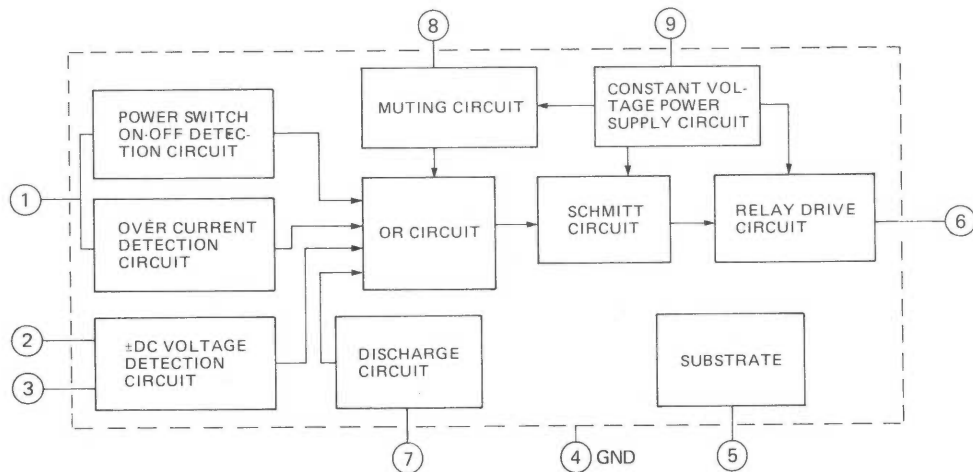 8
9
MUTING CIRCUIT
CONSTANT VOL-
TAGE POWER
SUPPLY CIRCUIT
POWER SWITCH
ON·OFF DETEC-
TION CIRCUIT
1
OVER CURRENT
DETECTION
CIRCUIT
OR CIRCUIT
SCHMITT
CIRCUIT
RELAY DRIVE
CIRCUIT
6
2
3
±DC VOLTAGE
DETECTION
CIRCUIT
DISCHARGE
CIRCUIT
SUBSTRATE
7
4 GND
5